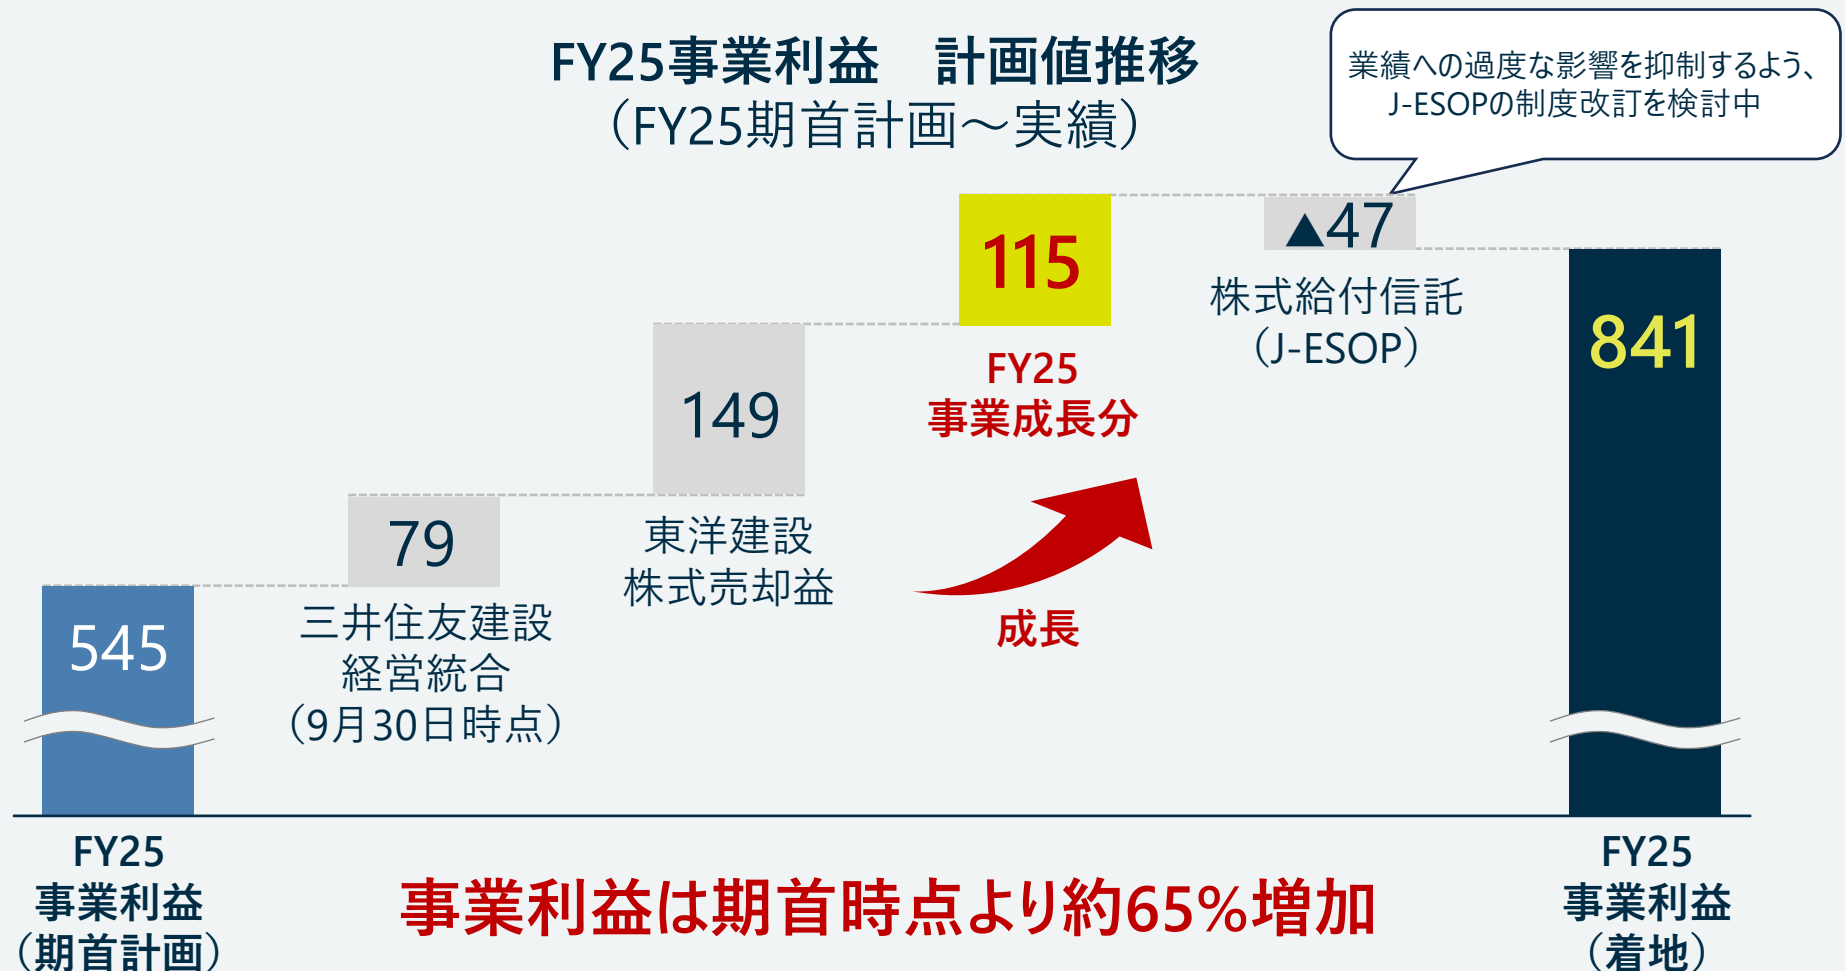 FY25事業利益　計画値推移
（FY25期首計画～実績）
業績への過度な影響を抑制するよう、
J-ESOPの制度改訂を検討中
545
79
三井住友建設
経営統合
（9月30日時点）
149
東洋建設
株式売却益
115
FY25
事業成長分
成長
▲47
株式給付信託
（J-ESOP）
841
FY25
事業利益
（期首計画）
事業利益は期首時点より約65%増加
FY25
事業利益
（着地）